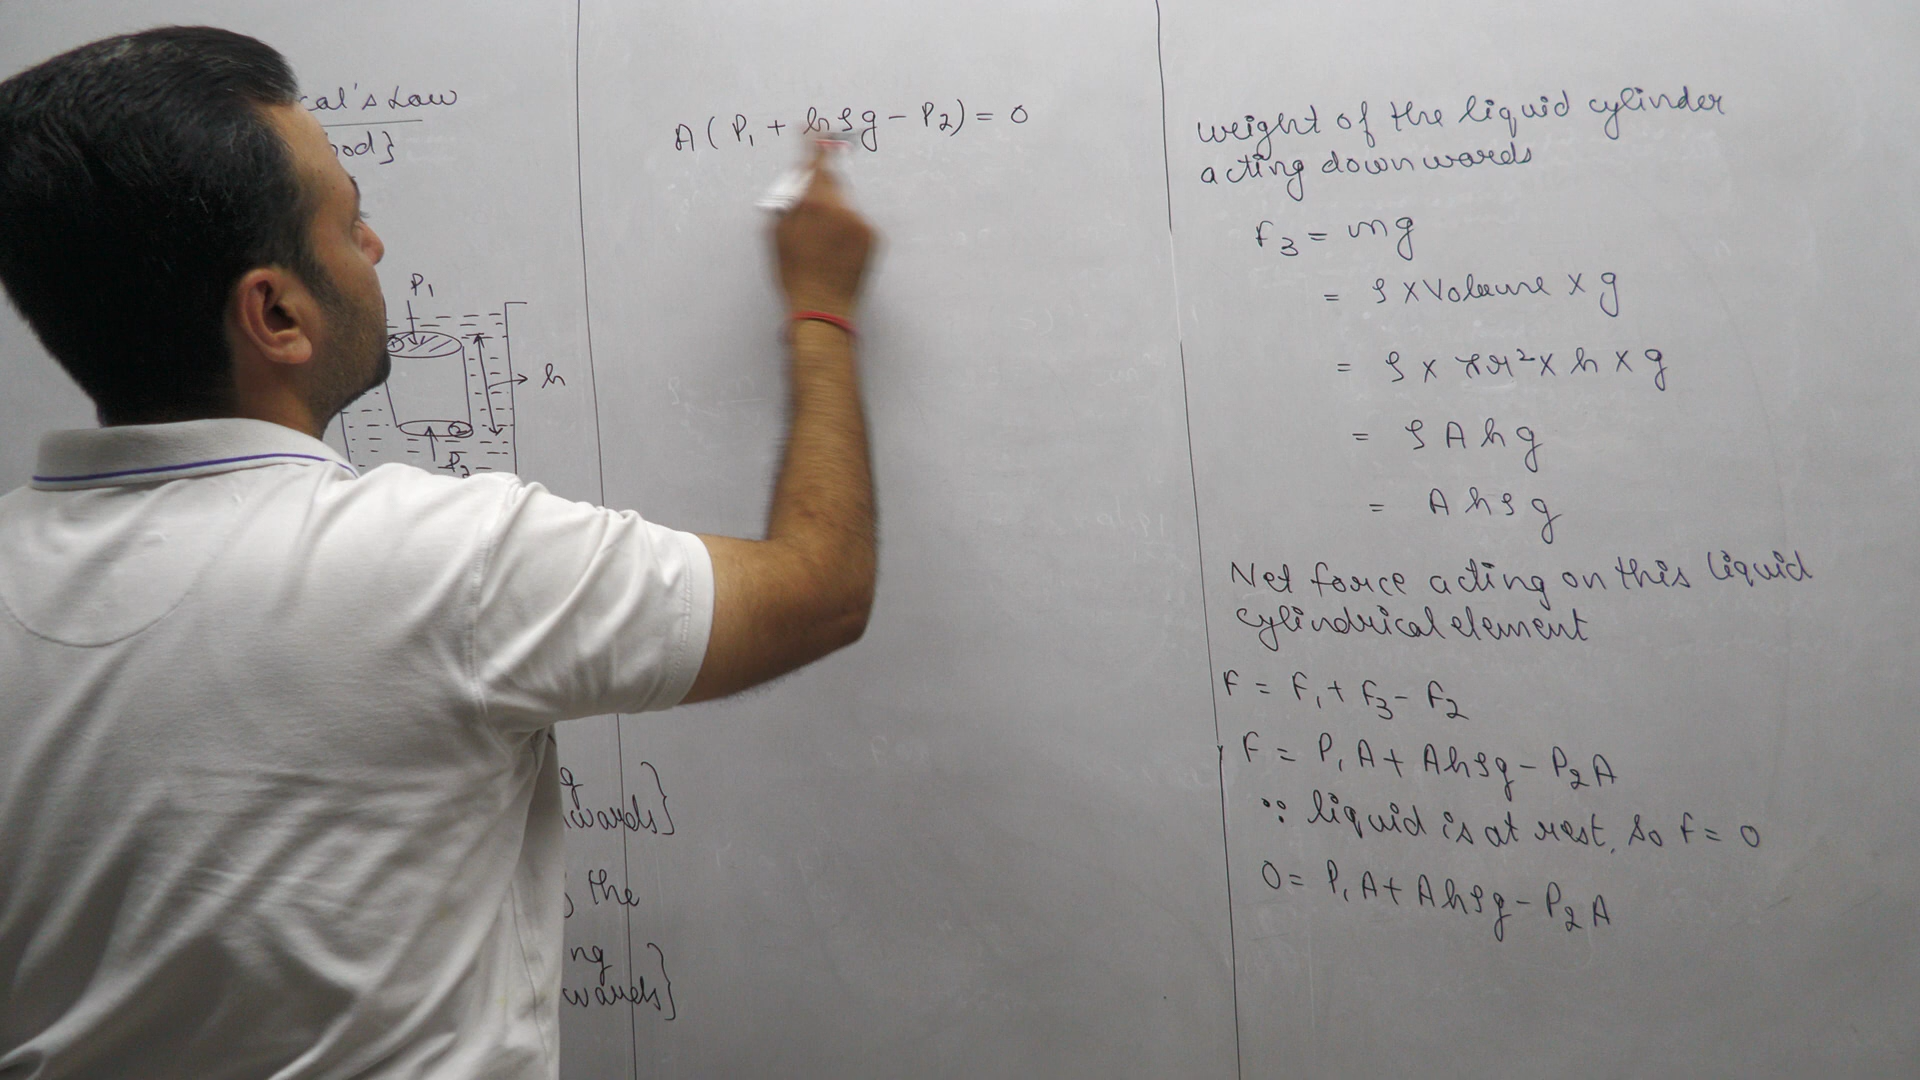 cal's Law
hod}
P₁
h
P₂
g
wards}
the
ng
wards}
A(P₁ + hρg - P₂) = 0
weight of the liquid cylinder
acting downwards
F₃ = mg
= ρ × Volume × g
= ρ × πr² × h × g
= ρAhg
= Ahρg
Net force acting on this liquid
cylindrical element
F = F₁ + F₃ - F₂
F = P₁A + Ahρg - P₂A
∵ liquid is at rest, so F = 0
0 = P₁A + Ahρg - P₂A